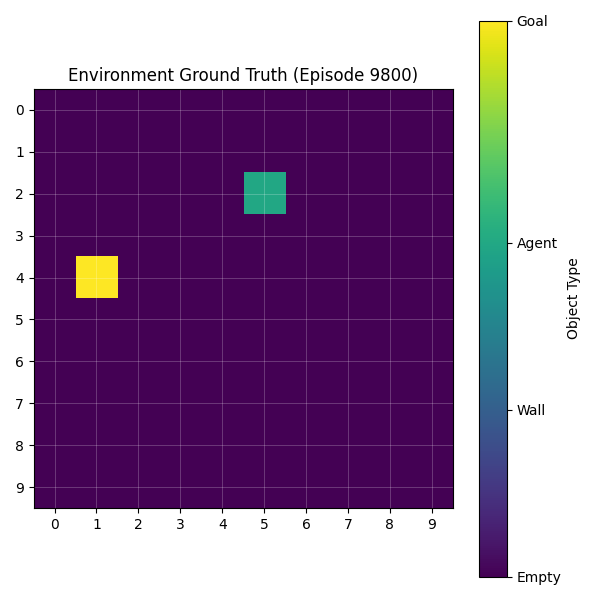 Environment Ground Truth (Episode 9800)
Goal
Agent
Wall
Empty
Object Type
0
1
2
3
4
5
6
7
8
9
0 1 2 3 4 5 6 7 8 9